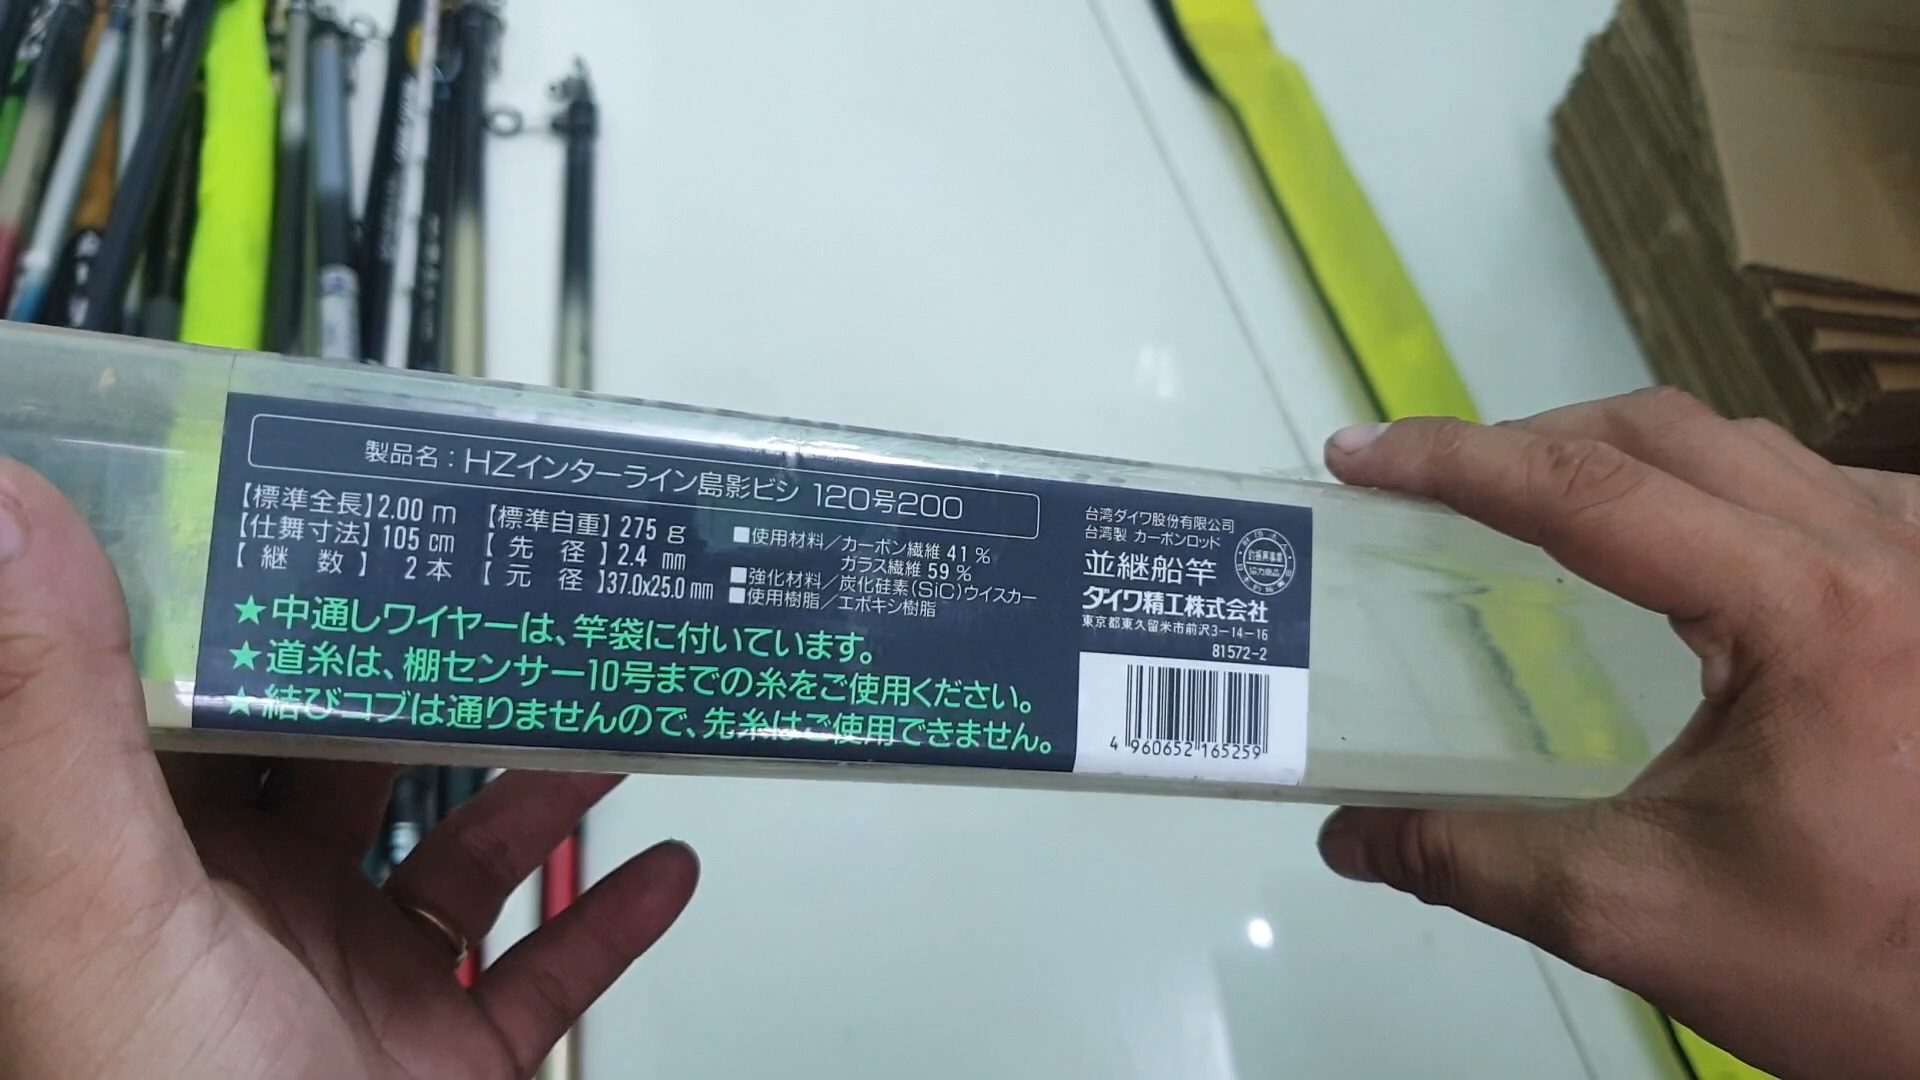 製品名：HZインターライン島影ビシ 120号200
【標準全長】2.00 m 【標準自重】275 g
【仕舞寸法】105 cm 【先 径】2.4 mm
【継 数】 2本 【元 径】37.0x25.0 mm
■使用材料／カーボン繊維 41 %
ガラス繊維 59 %
■強化材料／炭化硅素(SiC)ウイスカー
■使用樹脂／エポキシ樹脂
★中通しワイヤーは、竿袋に付いています。
★道糸は、棚センサー10号までの糸をご使用ください。
★結びコブは通りませんので、先糸はご使用できません。
台湾ダイワ股份有限公司
台湾製 カーボンロッド
並継船竿
ダイワ精工株式会社
東京都東久留米市前沢3-14-16
81572-2
4 960652 165259